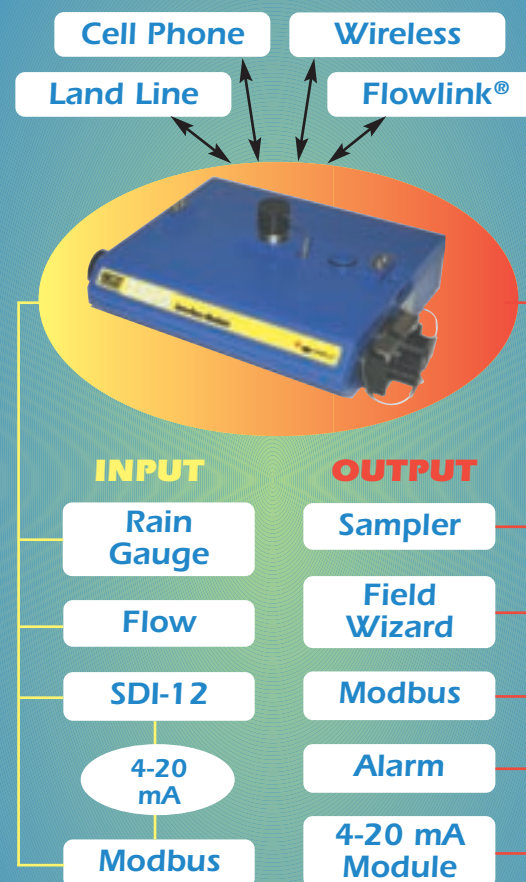 Cell Phone
Wireless
Land Line
Flowlink®
INPUT
OUTPUT
Rain
Gauge
Flow
SDI-12
4-20
mA
Modbus
Sampler
Field
Wizard
Modbus
Alarm
4-20 mA
Module